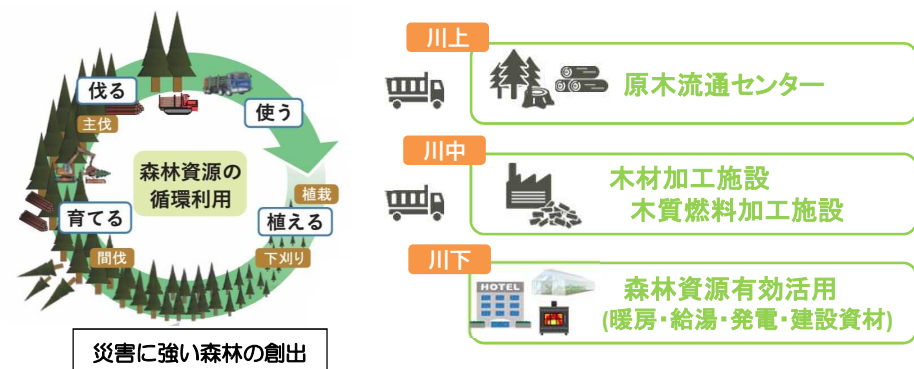 伐る
主伐
使う
森林資源の
循環利用
植栽
植える
育てる
間伐
下刈り
災害に強い森林の創出
川上
原木流通センター
川中
木材加工施設
木質燃料加工施設
川下
HOTEL
森林資源有効活用
(暖房・給湯・発電・建設資材)